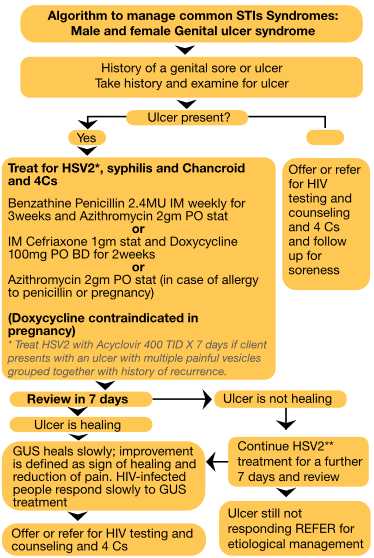 Algorithm to manage common STIs Syndromes:
Male and female Genital ulcer syndrome
History of a genital sore or ulcer
Take history and examine for ulcer
Ulcer present?
Yes
Treat for HSV2*, syphilis and Chancroid
and 4Cs
Benzathine Penicillin 2.4MU IM weekly for
3weeks and Azithromycin 2gm PO stat
or
IM Cefriaxone 1gm stat and Doxycycline
100mg PO BD for 2weeks
or
Azithromycin 2gm PO stat (in case of allergy
to penicillin or pregnancy)
(Doxycycline contraindicated in
pregnancy)
* Treat HSV2 with Acyclovir 400 TID X 7 days if client
presents with an ulcer with multiple painful vesicles
grouped together with history of recurrence.
Offer or refer
for HIV
testing and
counseling
and 4 Cs
and follow
up for
soreness
Review in 7 days
Ulcer is not healing
Ulcer is healing
GUS heals slowly; improvement
is defined as sign of healing and
reduction of pain. HIV-infected
people respond slowly to GUS
treatment
Continue HSV2**
treatment for a further
7 days and review
Offer or refer for HIV testing and
counseling and 4 Cs
Ulcer still not
responding REFER for
etiological management